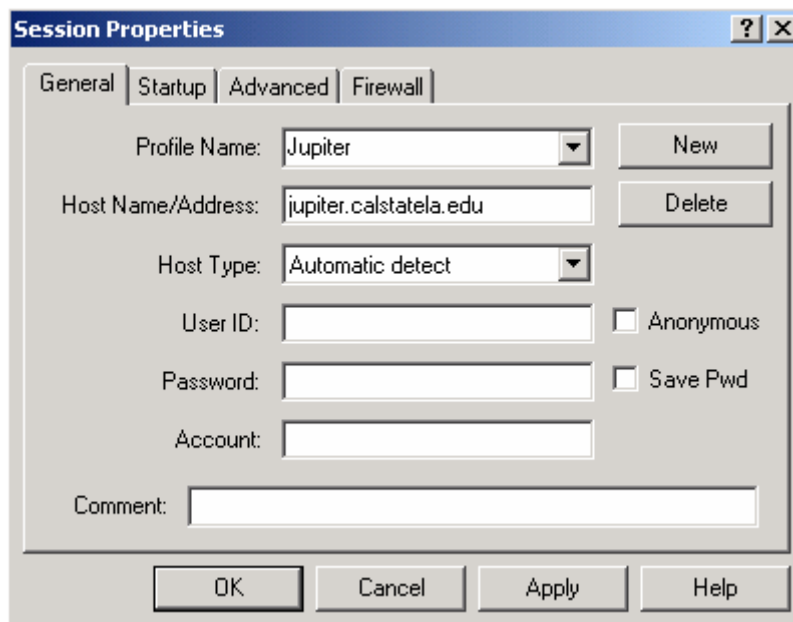 Session Properties
General Startup Advanced Firewall
Profile Name: Jupiter New
Host Name/Address: jupiter.calstatela.edu Delete
Host Type: Automatic detect
User ID: Anonymous
Password: Save Pwd
Account:
Comment:
OK Cancel Apply Help